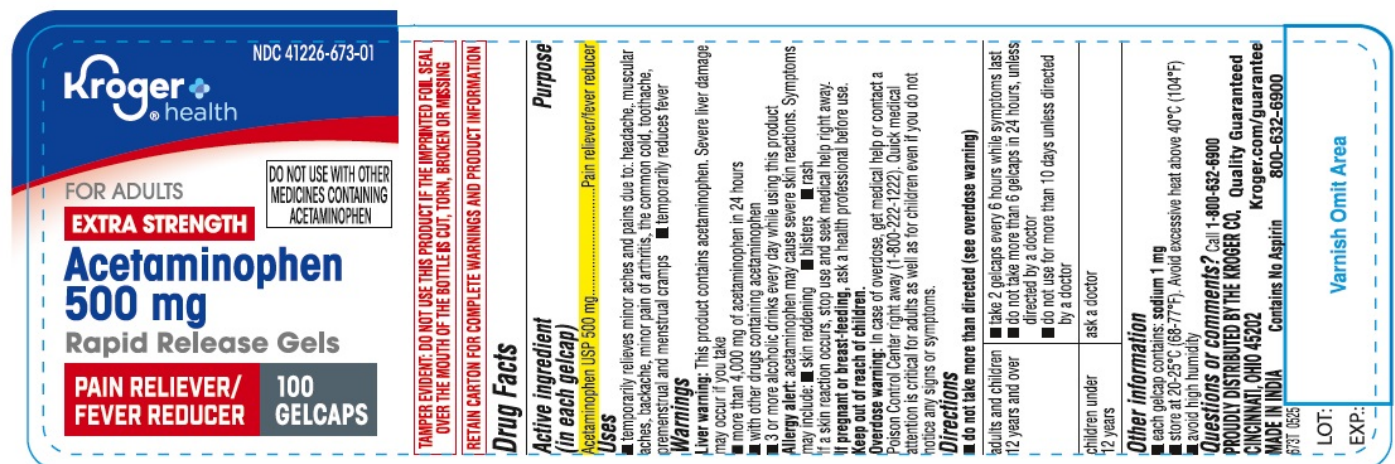 NDC 41226-673-01
Kroger
® health
FOR ADULTS
DO NOT USE WITH OTHER
MEDICINES CONTAINING
ACETAMINOPHEN
EXTRA STRENGTH
Acetaminophen
500 mg
Rapid Release Gels
PAIN RELIEVER/
FEVER REDUCER
100
GELCAPS
TAMPER EVIDENT: DO NOT USE THIS PRODUCT IF THE IMPRINTED FOIL SEAL
OVER THE MOUTH OF THE BOTTLE IS CUT, TORN, BROKEN OR MISSING
RETAIN CARTON FOR COMPLETE WARNINGS AND PRODUCT INFORMATION
Drug Facts
Active ingredient Purpose
(in each gelcap)
Acetaminophen USP 500 mg..........................Pain reliever/fever reducer
Uses
■ temporarily relieves minor aches and pains due to: headache, muscular
aches, backache, minor pain of arthritis, the common cold, toothache,
premenstrual and menstrual cramps ■ temporarily reduces fever
Warnings
Liver warning: This product contains acetaminophen. Severe liver damage
may occur if you take
■ more than 4,000 mg of acetaminophen in 24 hours
■ with other drugs containing acetaminophen
■ 3 or more alcoholic drinks every day while using this product
Allergy alert: acetaminophen may cause severe skin reactions. Symptoms
may include: ■ skin reddening ■ blisters ■ rash
If a skin reaction occurs, stop use and seek medical help right away.
If pregnant or breast-feeding, ask a health professional before use.
Keep out of reach of children.
Overdose warning: In case of overdose, get medical help or contact a
Poison Control Center right away (1-800-222-1222). Quick medical
attention is critical for adults as well as for children even if you do not
notice any signs or symptoms.
Directions
■ do not take more than directed (see overdose warning)
adults and children
12 years and over
■ take 2 gelcaps every 6 hours while symptoms last
■ do not take more than 6 gelcaps in 24 hours, unless
directed by a doctor
■ do not use for more than 10 days unless directed
by a doctor
children under
12 years
ask a doctor
Other information
■ each gelcap contains: sodium 1 mg
■ store at 20-25°C (68-77°F). Avoid excessive heat above 40°C (104°F)
■ avoid high humidity
Questions or comments? Call 1-800-632-6900
PROUDLY DISTRIBUTED BY THE KROGER CO. Quality Guaranteed
CINCINNATI, OHIO 45202 Kroger.com/guarantee
MADE IN INDIA Contains No Aspirin 800-632-6900
673T 0525
LOT:
EXP.:
Varnish Omit Area